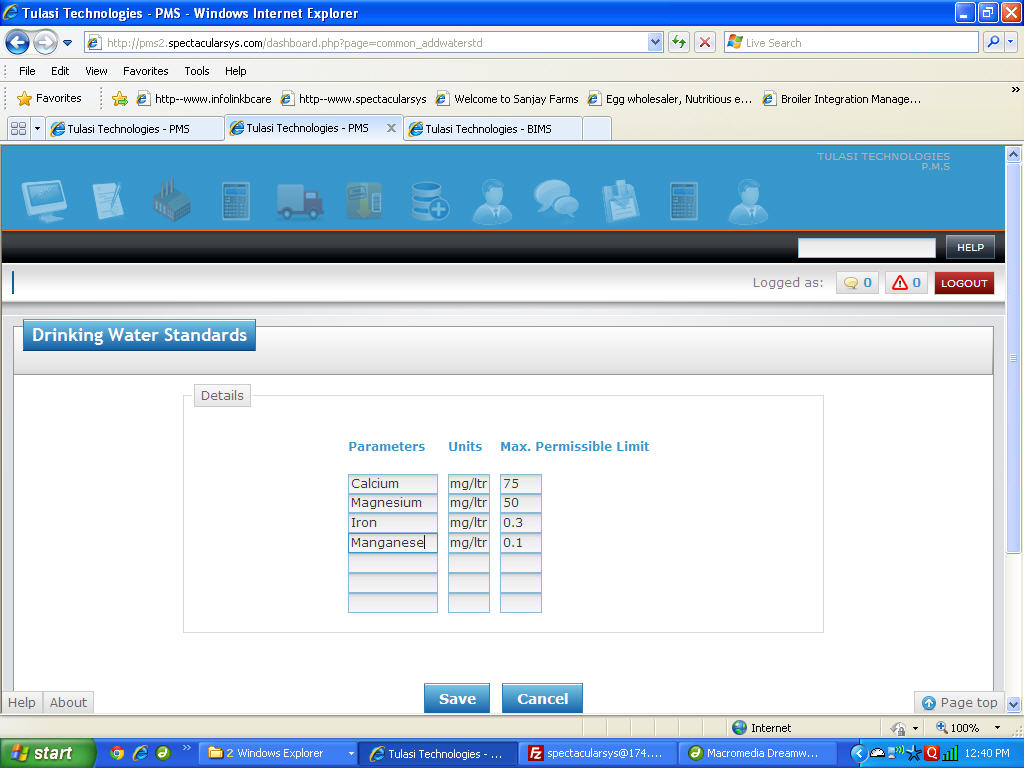 Tulasi Technologies - PMS - Windows Internet Explorer
http://pms2.spectacularsys.com/dashboard.php?page=common_addwaterstd
Live Search
File Edit View Favorites Tools Help
Favorites http--www.infolinkbcare http--www.spectacularsys Welcome to Sanjay Farms Egg wholesaler, Nutritious e... Broiler Integration Manage...
Tulasi Technologies - PMS Tulasi Technologies - PMS Tulasi Technologies - BIMS
TULASI TECHNOLOGIES
P.M.S
HELP
Logged as: 0 0 LOGOUT
Drinking Water Standards
Details
Parameters Units Max. Permissible Limit
Calcium mg/ltr 75
Magnesium mg/ltr 50
Iron mg/ltr 0.3
Manganese mg/ltr 0.1
Save Cancel
Help About Page top
Internet 100%
start 2 Windows Explorer Tulasi Technologies - ... spectacularsys@174.... Macromedia Dreamw... 12:40 PM